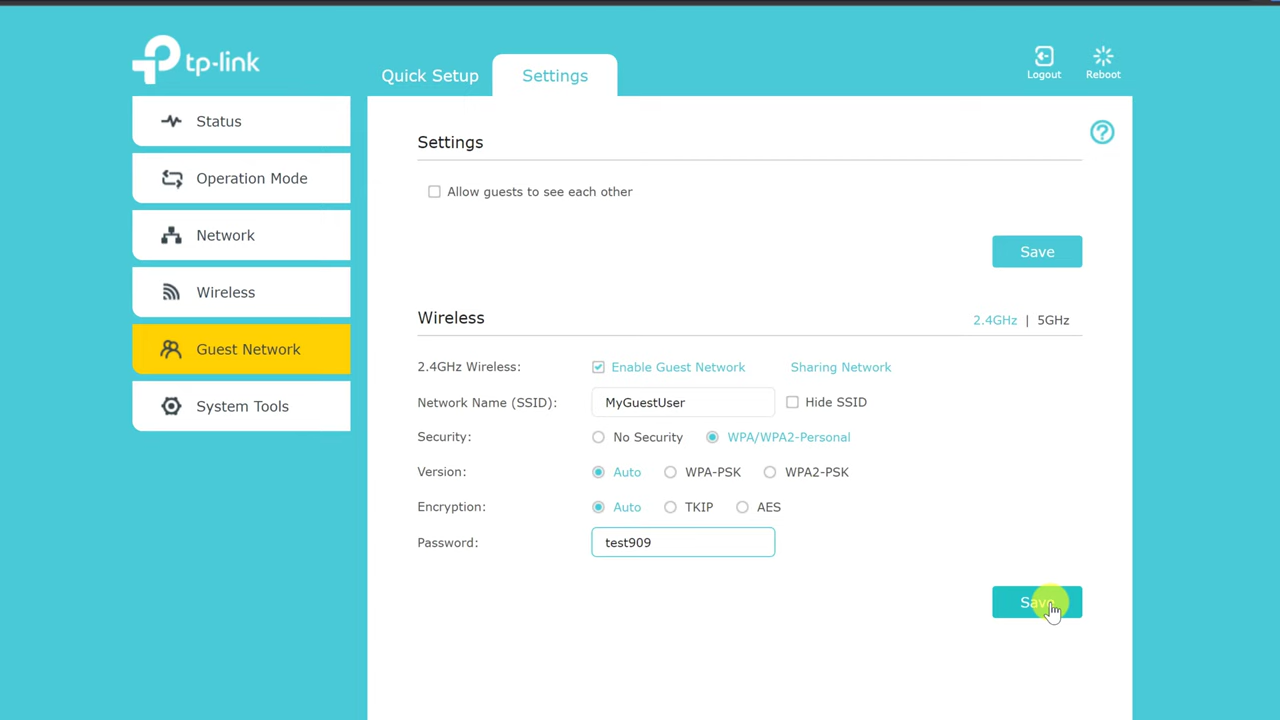 tp-link
Quick Setup
Settings
Logout
Reboot
Status
Operation Mode
Network
Wireless
Guest Network
System Tools
Settings
Allow guests to see each other
Save
Wireless
2.4GHz | 5GHz
2.4GHz Wireless: Enable Guest Network Sharing Network
Network Name (SSID): MyGuestUser Hide SSID
Security: No Security WPA/WPA2-Personal
Version: Auto WPA-PSK WPA2-PSK
Encryption: Auto TKIP AES
Password: test909
Save